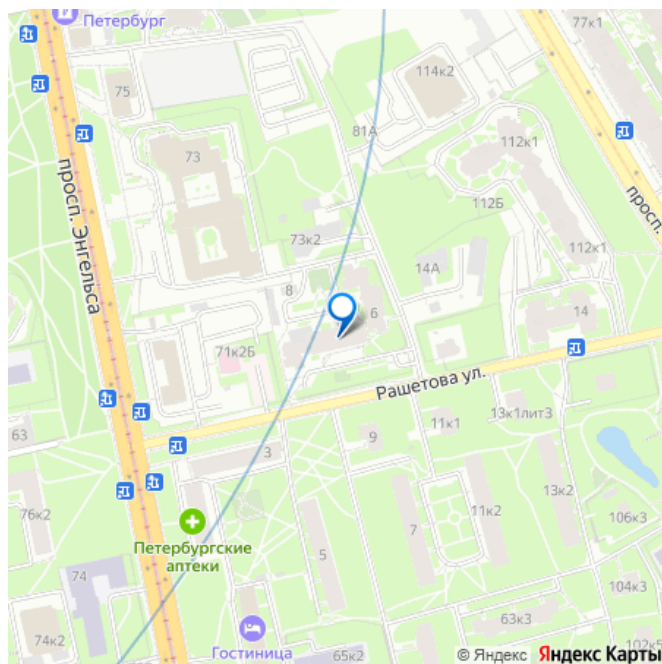 Петербург
77к1
75
114к2
81А
73
112к1
112Б
просп. Энгельса
просп.
73к2
112к1
14А
8
6
14
71к2Б
Рашетова ул.
63
3
9
11к1
13к1лит3
76к2
Петербургские
аптеки
5
7
11к2
13к2
106к3
74
104к3
63к3
74к2
Гостиница
65к2
102к5
© Яндекс Яндекс Карты